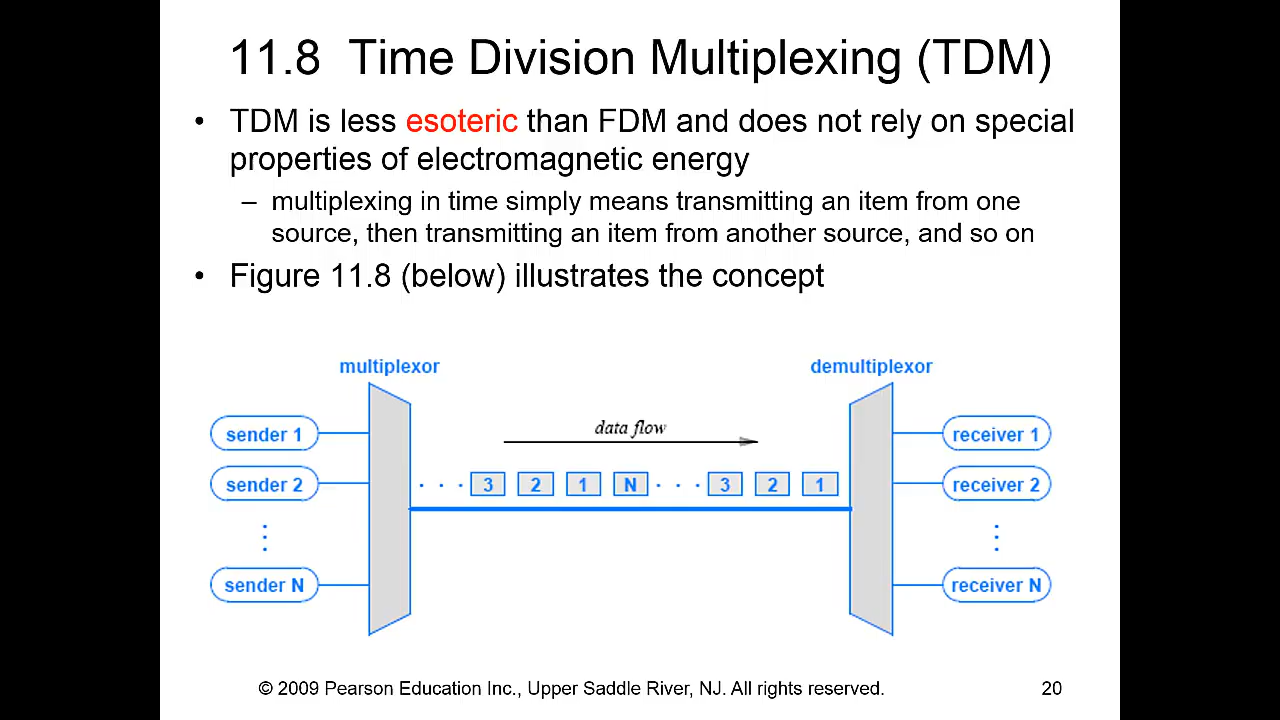 11.8 Time Division Multiplexing (TDM)
• TDM is less esoteric than FDM and does not rely on special
properties of electromagnetic energy
– multiplexing in time simply means transmitting an item from one
source, then transmitting an item from another source, and so on
• Figure 11.8 (below) illustrates the concept
multiplexor
demultiplexor
data flow
sender 1
receiver 1
sender 2
· · · 3 2 1 N · · · 3 2 1
receiver 2
sender N
receiver N
© 2009 Pearson Education Inc., Upper Saddle River, NJ. All rights reserved.
20